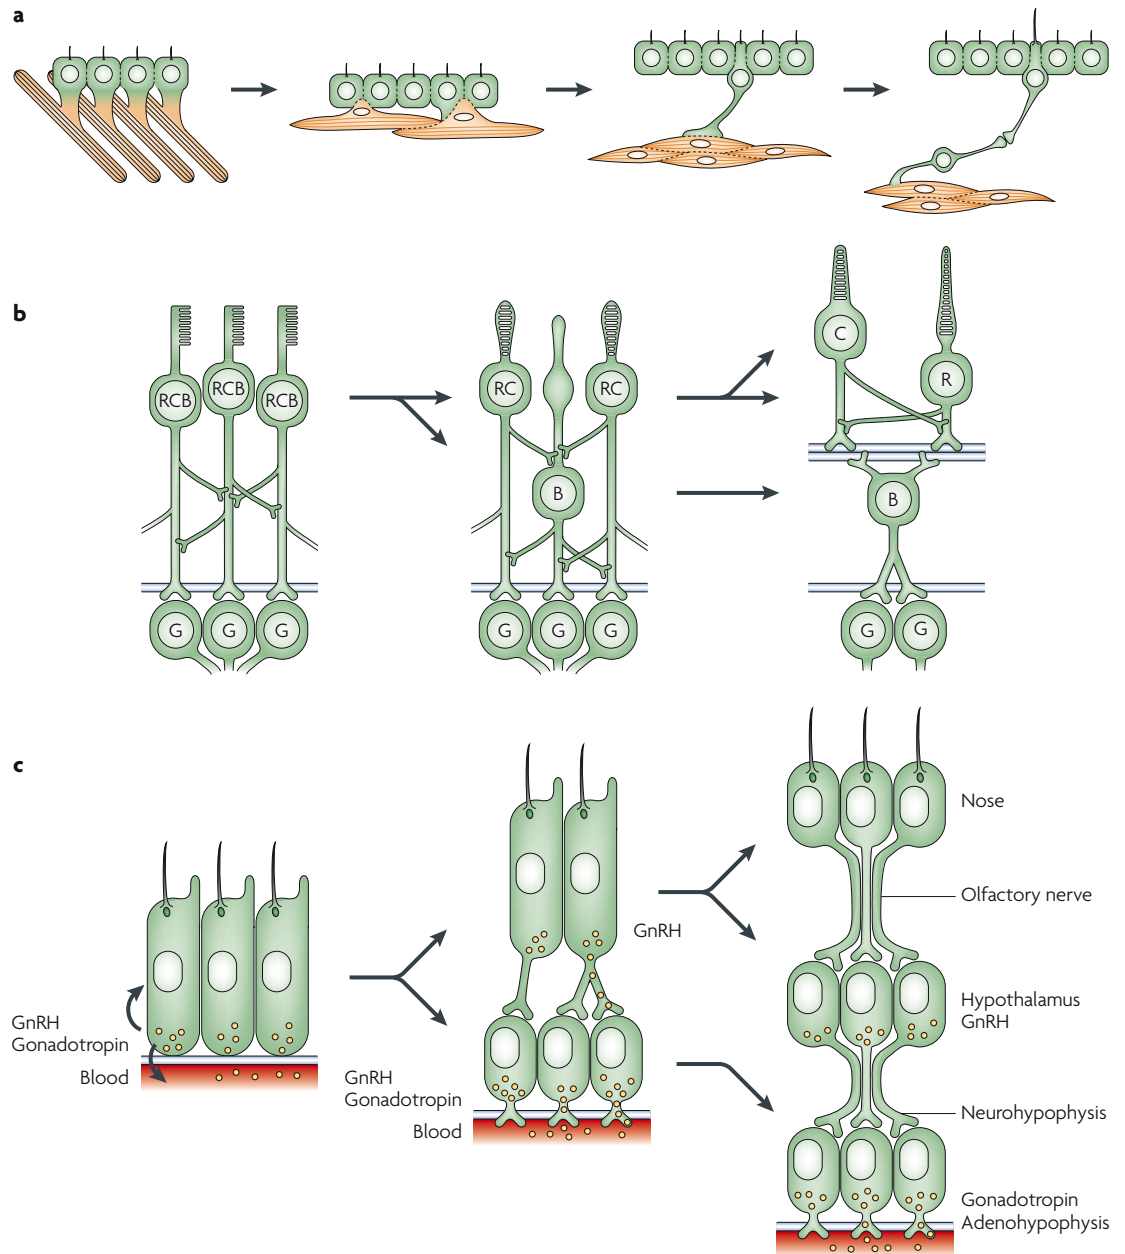 a
b
RCB
RCB
RCB
G
G
G
RC
RC
B
G
G
G
C
R
B
G
G
c
GnRH
Gonadotropin
Blood
GnRH
GnRH
Gonadotropin
Blood
Nose
Olfactory nerve
Hypothalamus
GnRH
Neurohypophysis
Gonadotropin
Adenohypophysis